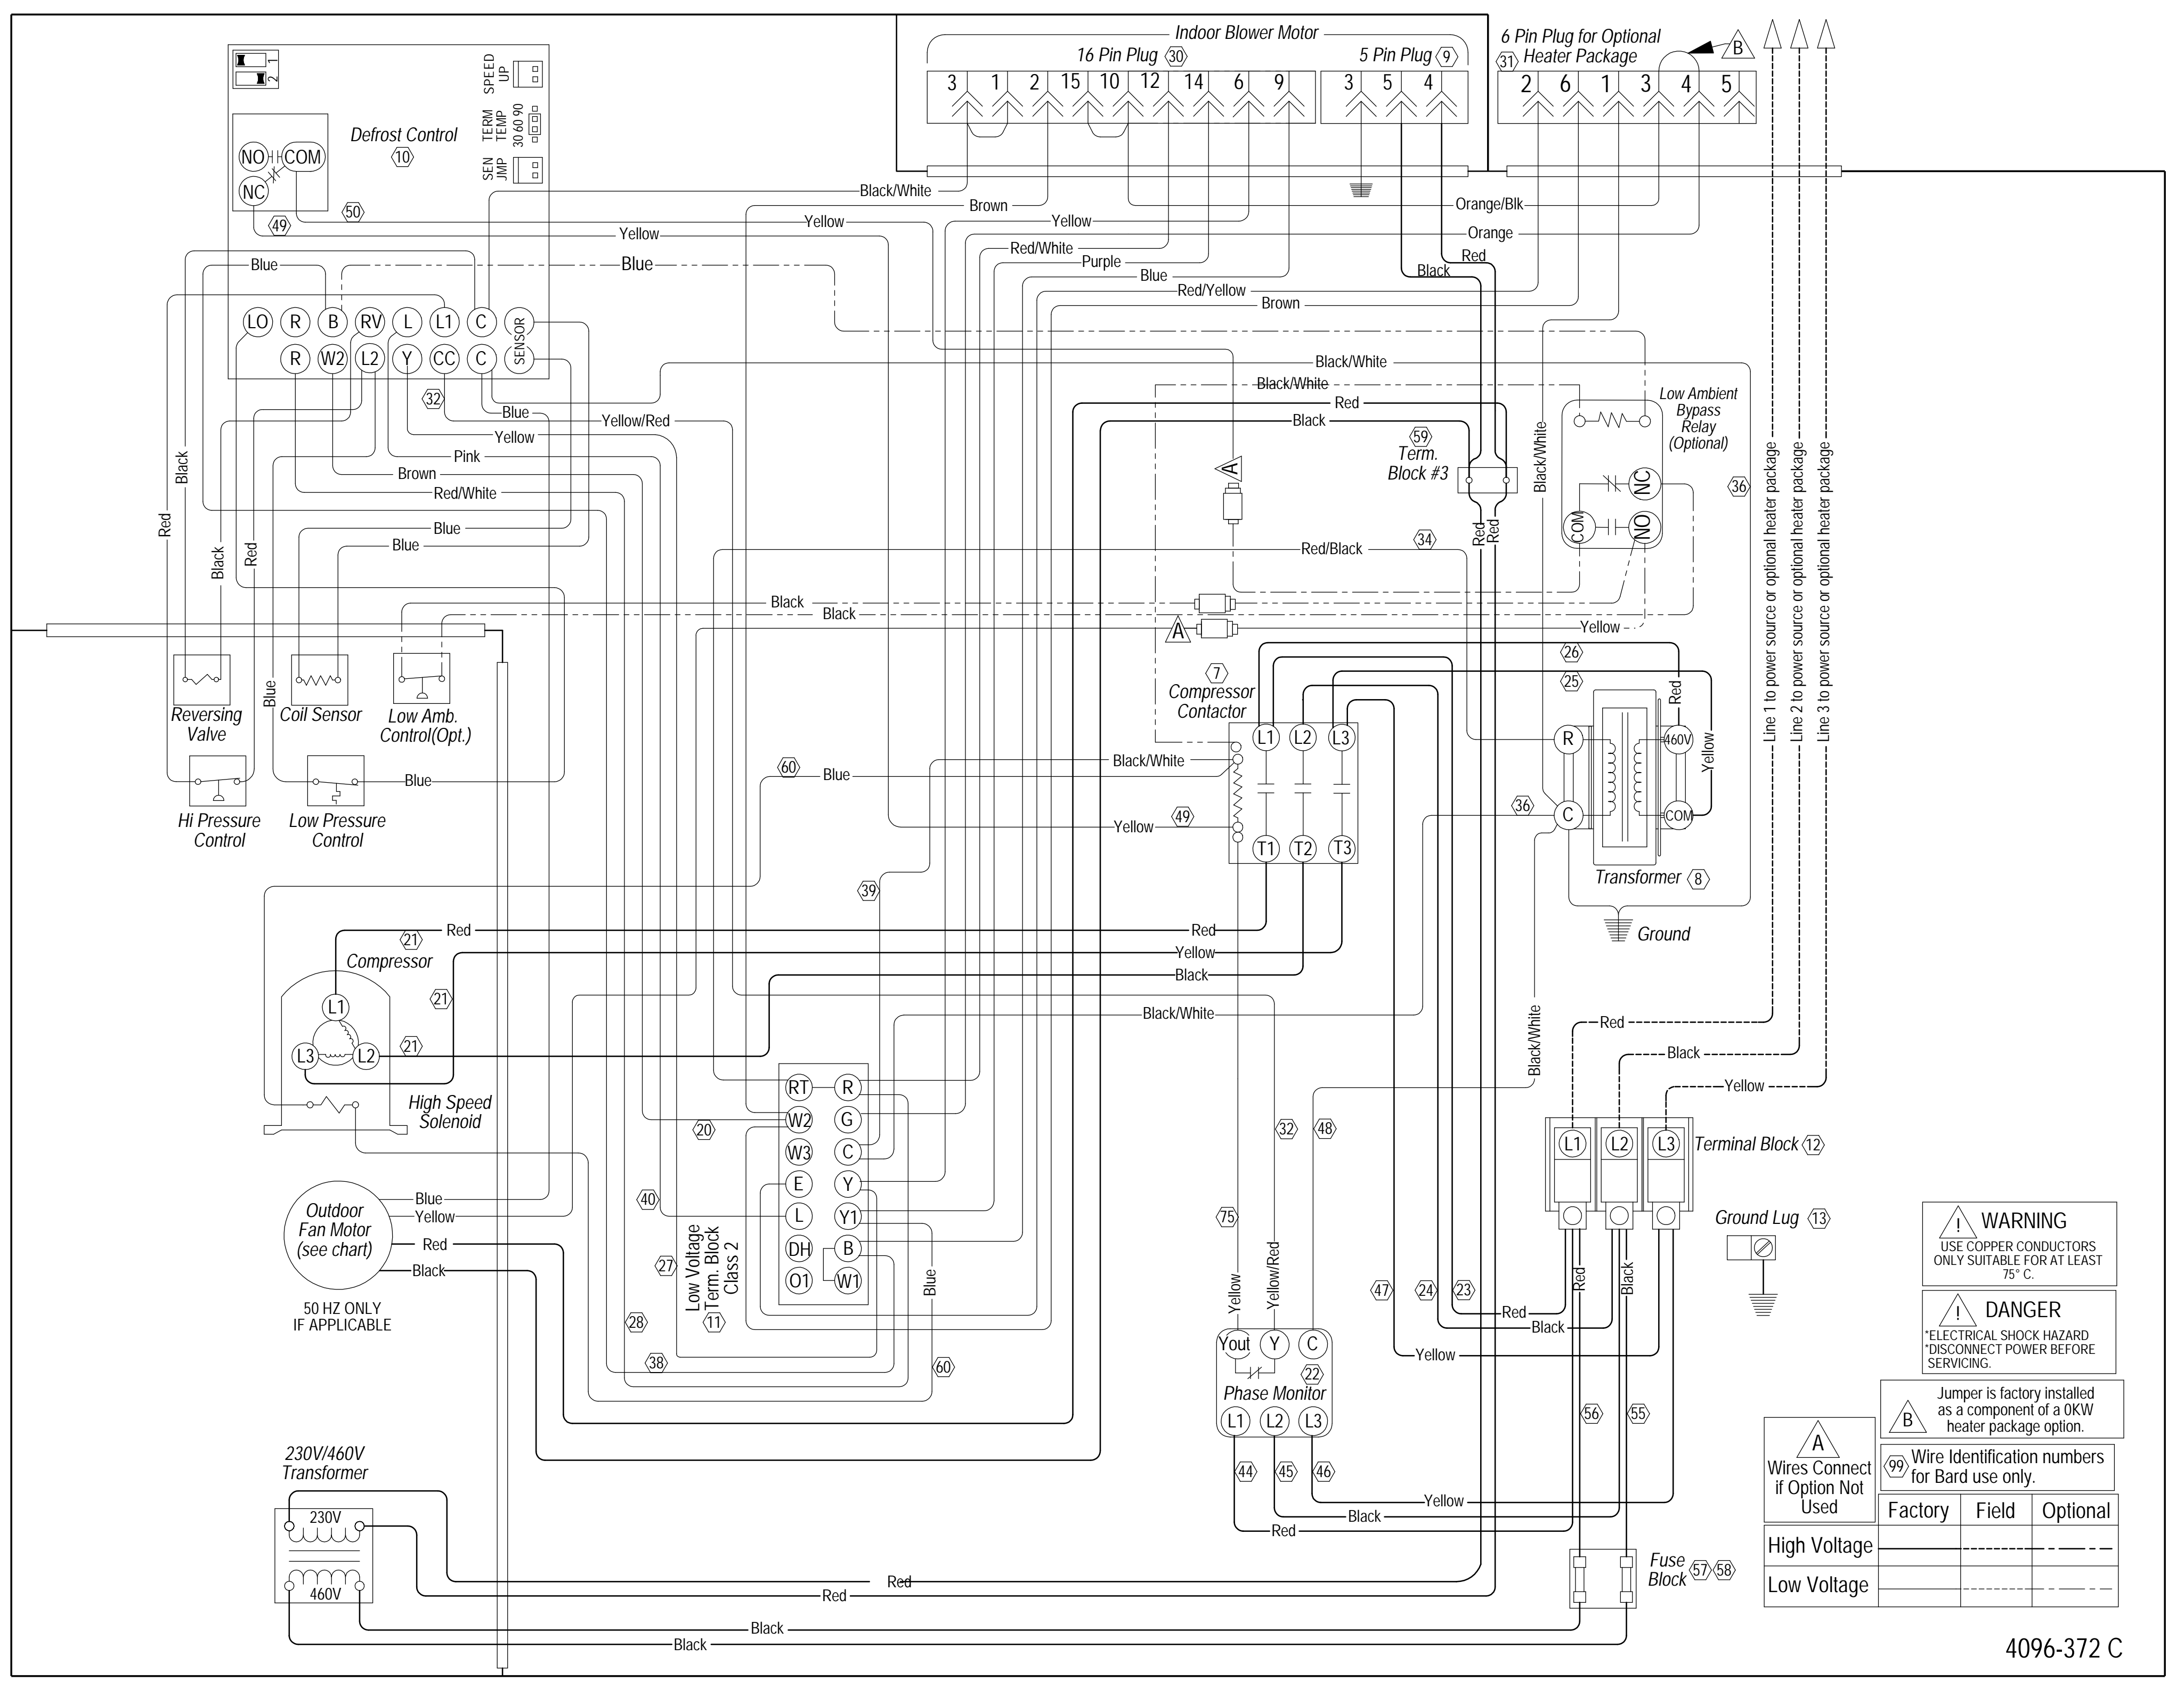 Indoor Blower Motor
16 Pin Plug 30
5 Pin Plug 9
6 Pin Plug for Optional
Heater Package
31
B
3 1 2 15 10 12 14 6 9
3 5 4
2 6 1 3 4 5
1
2
SPEED
UP
TERM
TEMP
30 60 90
SEN
JMP
Defrost Control
10
NO COM
NC
49
50
Black/White
Brown
Yellow
Yellow
Yellow
Orange/Blk
Orange
Red/White
Purple
Blue
Red/Yellow
Brown
Red
Black
Blue
Blue
LO R B RV L L1 C
SENSOR
R W2 L2 Y CC C
32
Blue
Yellow/Red
Yellow
Pink
Brown
Red/White
Blue
Blue
Black
Red
Black
Red
Black/White
Black/White
Red
Black
59
Term.
Block #3
Red
Red
Black/White
Low Ambient
Bypass
Relay
(Optional)
NC
COM
NO
36
A
34
Red/Black
Black
Black
A
Yellow
Line 1 to power source or optional heater package
Line 2 to power source or optional heater package
Line 3 to power source or optional heater package
Reversing
Valve
Coil Sensor
Low Amb.
Control(Opt.)
Blue
Hi Pressure
Control
Low Pressure
Control
Blue
7
Compressor
Contactor
L1 L2 L3
T1 T2 T3
26
25
Red
Yellow
R 460V
C COM
36
Transformer 8
Ground
60
Blue
Black/White
49
Yellow
39
21
Red
Red
Yellow
Black
Compressor
21
21
L1
L3 L2
High Speed
Solenoid
Black/White
Black/White
RT R
W2 G
W3 C
E Y
L Y1
DH B
O1 W1
20
40
27
28
38
60
Low Voltage
Term. Block
Class 2
11
Blue
Outdoor
Fan Motor
(see chart)
Blue
Yellow
Red
Black
50 HZ ONLY
IF APPLICABLE
32
48
75
Yellow
Yellow/Red
47
24
23
Yout Y C
22
Phase Monitor
L1 L2 L3
44
45
46
Yellow
Black
Red
Red
Black
Yellow
Red
Black
Yellow
L1 L2 L3
Terminal Block 12
Ground Lug 13
Red
Black
56
55
Fuse
Block 57 58
230V/460V
Transformer
230V
460V
Red
Red
Black
Black
! WARNING
USE COPPER CONDUCTORS
ONLY SUITABLE FOR AT LEAST
75° C.
! DANGER
*ELECTRICAL SHOCK HAZARD
*DISCONNECT POWER BEFORE
SERVICING.
B
Jumper is factory installed
as a component of a 0KW
heater package option.
A
Wires Connect
if Option Not
Used
99 Wire Identification numbers
for Bard use only.
Factory Field Optional
High Voltage
Low Voltage
4096-372 C